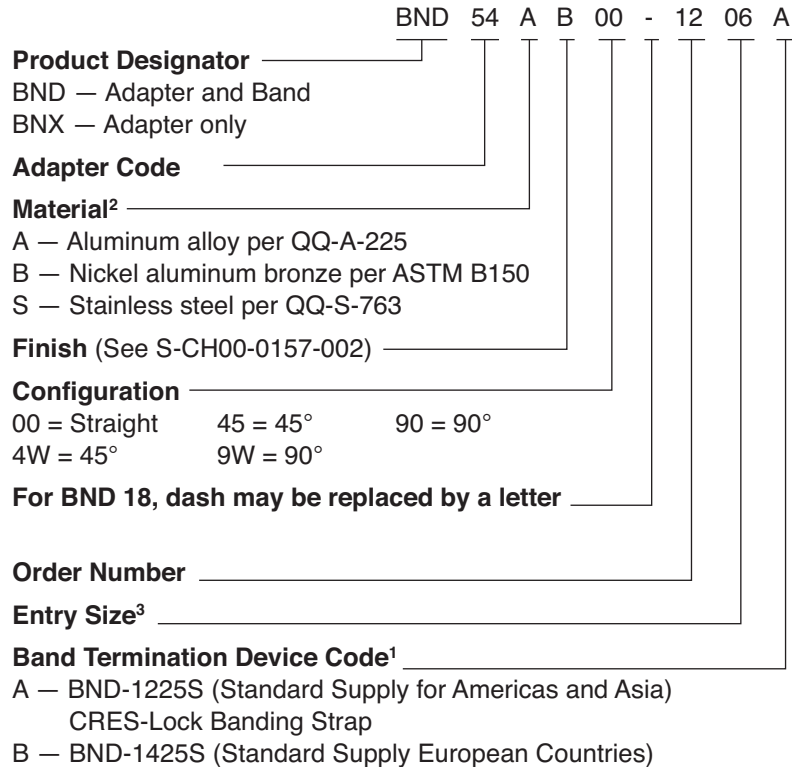 BND 54 A B 00 - 12 06 A
Product Designator
BND — Adapter and Band
BNX — Adapter only
Adapter Code
Material²
A — Aluminum alloy per QQ-A-225
B — Nickel aluminum bronze per ASTM B150
S — Stainless steel per QQ-S-763
Finish (See S-CH00-0157-002)
Configuration
00 = Straight 45 = 45° 90 = 90°
4W = 45° 9W = 90°
For BND 18, dash may be replaced by a letter
Order Number
Entry Size³
Band Termination Device Code¹
A — BND-1225S (Standard Supply for Americas and Asia)
CRES-Lock Banding Strap
B — BND-1425S (Standard Supply European Countries)